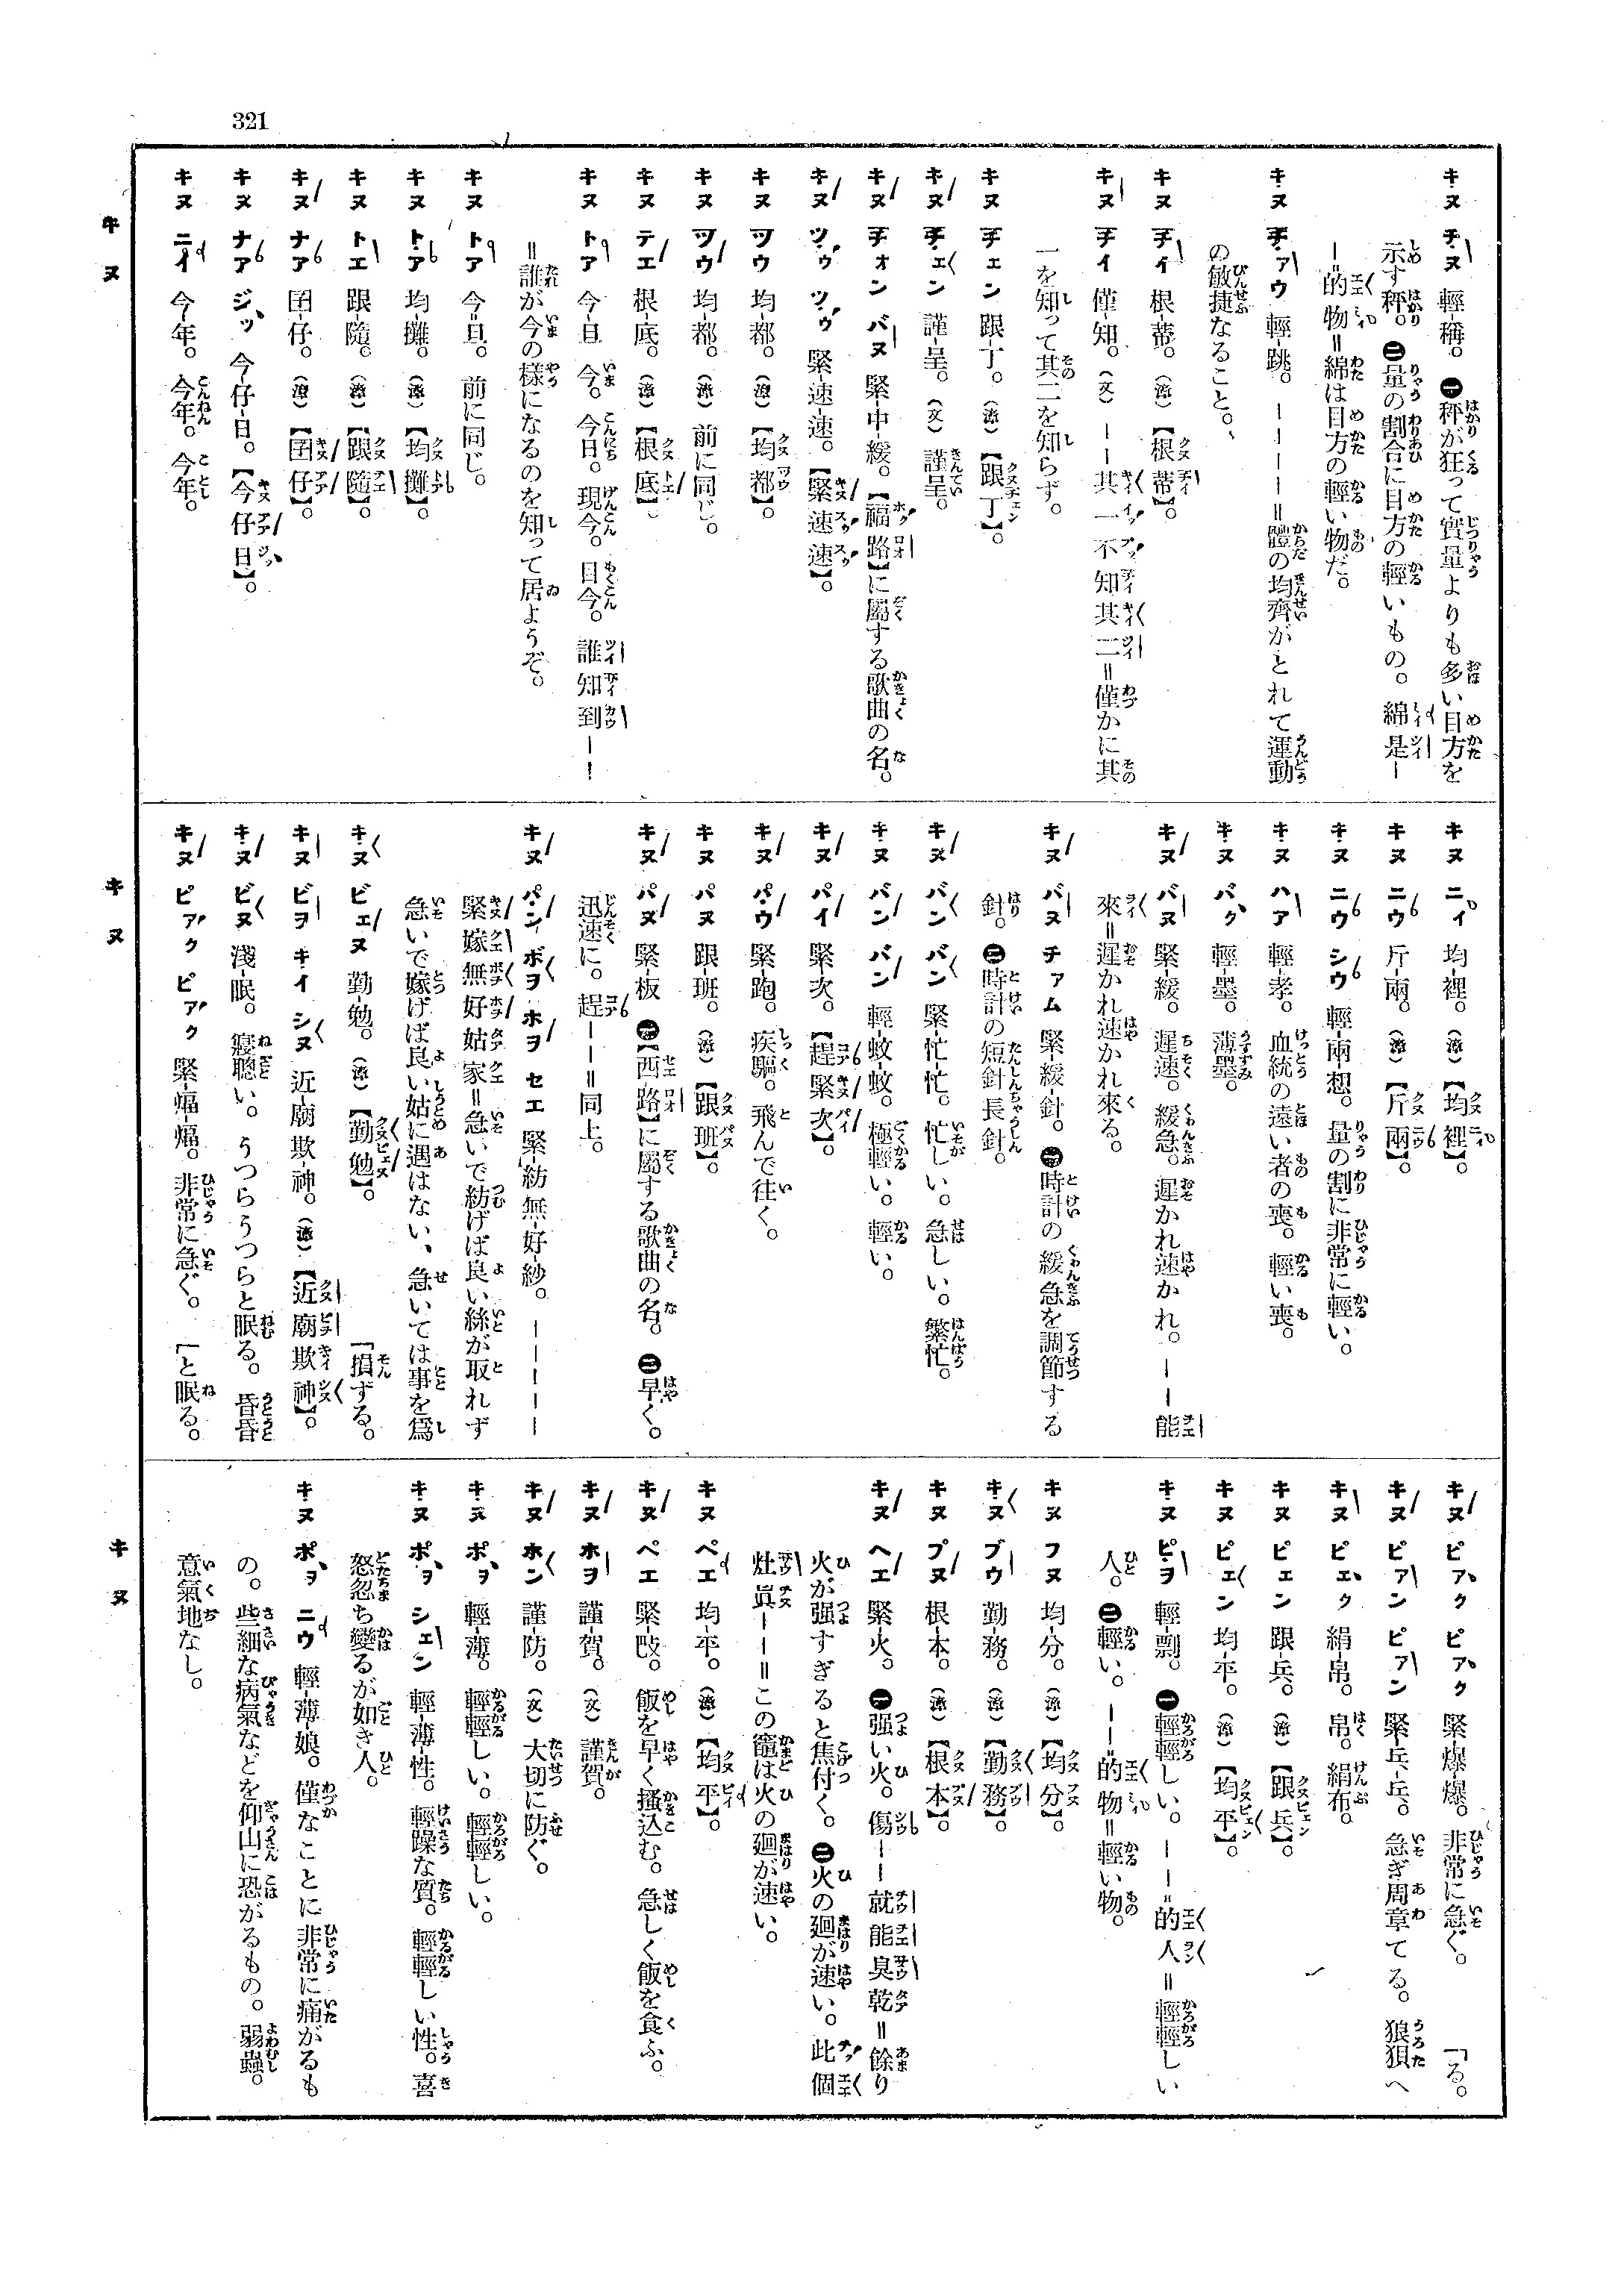 321
キヌ チヌ 輕-稱。 ㊀秤が狂って實量よりも多い目方を
示す秤。 ㊁量の割合に目方の輕いもの。 綿是-
-的物=綿は目方の輕い物だ。
キヌ チァウ 輕-跳。 ----=體の均齊がとれて運動
の敏捷なること。
キヌ チイ 根-蒂。 (漳)【根蒂】。
キヌ チイ 僅-知。 (文) --其一不知其二=僅かに其
一を知って其二を知らず。
キヌ チェン 跟-丁。 (漳)【跟丁】。
キヌ チェン 謹-呈。 (文) 謹呈。
キヌ チォン バヌ 緊-中-緩。 【福路】に屬する歌曲の名。
キヌ ツゥ ツゥ 緊-速-速。 【緊速速】。
キヌ ツウ 均-都。 (漳)【均都】。
キヌ ツウ 均-都。 (漳) 前に同じ。
キヌ テエ 根-底。 (漳)【根底】。
キヌ トア 今-旦 今。 今日。 現今。 目今。 誰知到--
=誰が今の樣になるのを知って居ようぞ。
キヌ トア 今-旦。 前に同じ。
キヌ トア 均-攤。 (漳)【均攤】。
キヌ トエ 跟-隨。 (漳)【跟隨】。
キヌ ナア 囝-仔。 (漳)【囝仔】。
キヌ ナア ジッ 今-仔-日。 【今仔日】。
キヌ ニイ 今-年。 今年。 今年。
キヌ ニイ 均-裡。 (漳)【均裡】。
キヌ ニウ 斤-兩。 (漳)【斤兩】。
キヌ ニウ シウ 輕-兩-想。 量の割に非常に輕い。
キヌ ハア 輕-孝。 血統の遠い者の喪。 輕い喪。
キヌ バク 輕-墨。 薄墨。
キヌ バヌ 緊-緩。 遲速。 緩急。 遲かれ速かれ。 --能
來=遲かれ速かれ來る。
キヌ バヌ チァム 緊-緩-針。 ㊀時計の緩急を調節する
針。 ㊁時計の短針長針。
キヌ バン バン 緊-忙-忙。 忙しい。 急しい。 繁忙。
キヌ バン バン 輕-蚊-蚊。 極輕い。 輕い。
キヌ パイ 緊-次。 【趕緊次】。
キヌ パウ 緊-跑。 疾驅。 飛んで往く。
キヌ パヌ 跟-班。 (漳)【跟班】。
キヌ パヌ 緊-板 ㊀【西路】に屬する歌曲の名。 ㊁早く。
迅速に。 趕--=同上。
キヌ パン ボヲ ホヲ セエ 緊-紡無-好-紗。 -----
緊嫁無好姑家=急いで紡げば良い絲が取れず
急いで嫁げば良い姑に遇はない、急いては事を爲
「損ずる。
キヌ ビェヌ 勤-勉。 (漳)【勤勉】。
キヌ ビヲ キイ シヌ 近-廟欺-神。 (漳)【近廟欺神】。
キヌ ビヌ 淺-眠。 寢聰い。 うつらうつらと眠る。 昏昏
「と眠る。
キヌ ピアク ピアク 緊-煏-煏。 非常に急ぐ。
キヌ ピアク ピアク 緊-爆-爆。 非常に急ぐ。
「る。
キヌ ピアン ピアン 緊-乒-乓。 急ぎ周章てる。 狼狽へ
キヌ ピェク 絹-帛。 帛。 絹布。
キヌ ピェン 跟-兵。 (漳)【跟兵】。
キヌ ピェン 均-平。 (漳)【均平】。
キヌ ピヲ 輕-剽。 ㊀輕輕しい。 --的人=輕輕しい
人。 ㊁輕い。 --的物=輕い物。
キヌ フヌ 均-分。 (漳)【均分】。
キヌ ブウ 勤-務。 (漳)【勤務】。
キヌ プヌ 根-本。 (漳)【根本】。
キヌ ヘエ 緊-火。 ㊀强い火。 傷--就能臭乾=餘り
火が强すぎると焦付く。 ㊁火の廻が速い。 此個
灶眞--=この竈は火の廻が速い。
キヌ ペエ 均-平。 (漳)【均平】。
キヌ ペエ 緊-䬳。 飯を早く搔込む。 急しく飯を食ふ。
キヌ ホヲ 謹-賀。 (文) 謹賀。
キヌ ホン 謹-防。 (文) 大切に防ぐ。
キヌ ポヲ 輕-薄。 輕輕しい。 輕輕しい。
キヌ ポヲ シェン 輕-薄-性。 輕躁な質。 輕輕しい性。 喜
怒忽ち變るが如き人。
キヌ ポヲ ニウ 輕-薄-娘。 僅なことに非常に痛がるも
の。 些細な病氣などを仰山に恐がるもの。 弱蟲。
意氣地なし。
キヌ
キヌ
キヌ